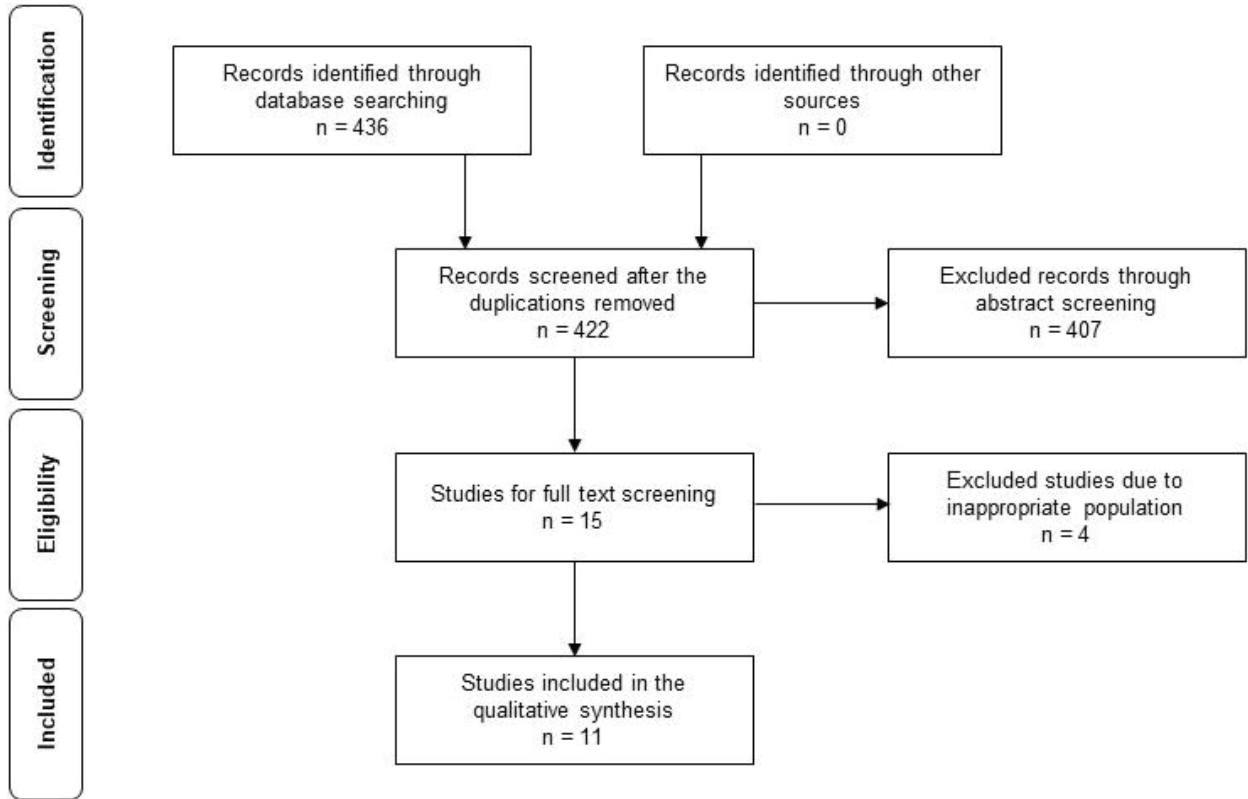 Identification
Records identified through
database searching
n = 436
Records identified through other
sources
n = 0
Screening
Records screened after the
duplications removed
n = 422
Excluded records through
abstract screening
n = 407
Eligibility
Studies for full text screening
n = 15
Excluded studies due to
inappropriate population
n = 4
Included
Studies included in the
qualitative synthesis
n = 11